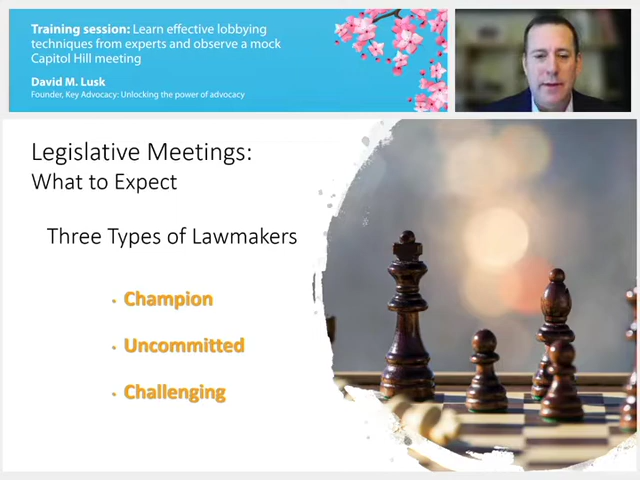 Training session: Learn effective lobbying
techniques from experts and observe a mock
Capitol Hill meeting
David M. Lusk
Founder, Key Advocacy: Unlocking the power of advocacy
Legislative Meetings:
What to Expect
Three Types of Lawmakers
• Champion
• Uncommitted
• Challenging